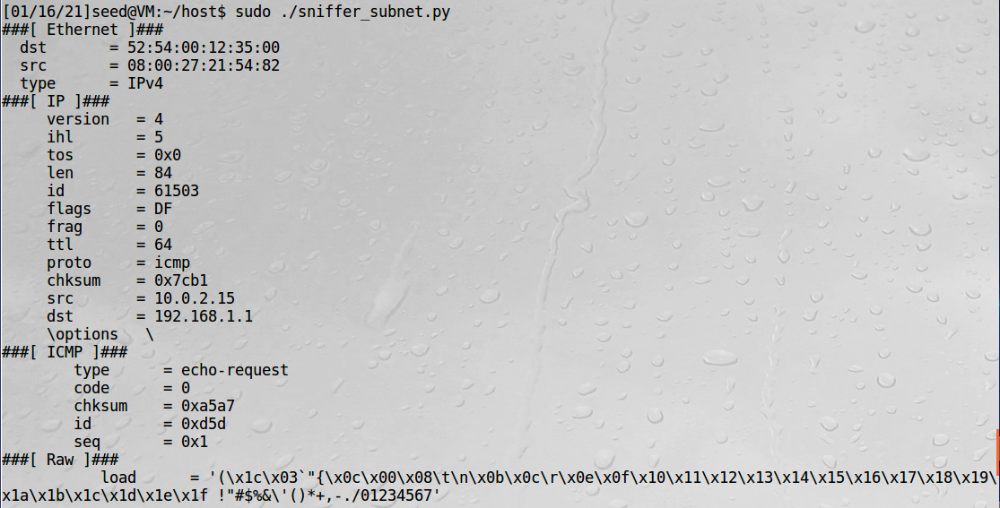 [01/16/21]seed@VM:~/host$ sudo ./sniffer_subnet.py
###[ Ethernet ]###
  dst       = 52:54:00:12:35:00
  src       = 08:00:27:21:54:82
  type      = IPv4
###[ IP ]###
     version   = 4
     ihl       = 5
     tos       = 0x0
     len       = 84
     id        = 61503
     flags     = DF
     frag      = 0
     ttl       = 64
     proto     = icmp
     chksum    = 0x7cb1
     src       = 10.0.2.15
     dst       = 192.168.1.1
     \options   \
###[ ICMP ]###
        type      = echo-request
        code      = 0
        chksum    = 0xa5a7
        id        = 0xd5d
        seq       = 0x1
###[ Raw ]###
           load      = '(\x1c\x03`"{\x0c\x00\x08\t\n\x0b\x0c\r\x0e\x0f\x10\x11\x12\x13\x14\x15\x16\x17\x18\x19\
x1a\x1b\x1c\x1d\x1e\x1f !"#$%&\'()*+,-./01234567'